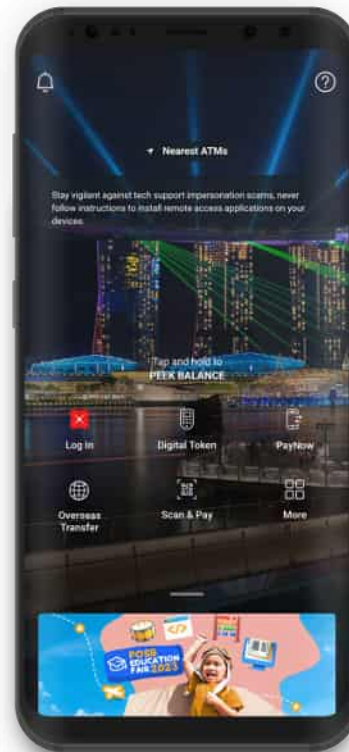 Nearest ATMs
Stay vigilant against tech support impersonation scams, never
follow instructions to install remote access applications on your
devices.
Tap and hold to
PEEK BALANCE
Log In
Digital Token
PayNow
Overseas
Transfer
Scan & Pay
More
POSB
EDUCATION
FAIR 2023